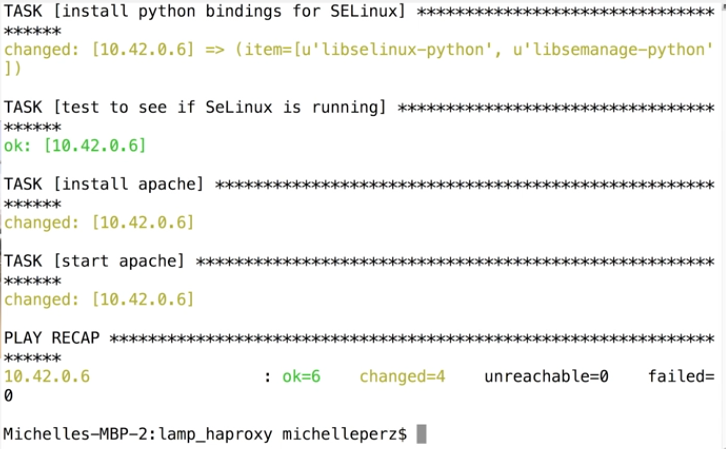 TASK [install python bindings for SELinux] *******************************
******
changed: [10.42.0.6] => (item=[u'libselinux-python', u'libsemanage-python'
])
TASK [test to see if SeLinux is running] *********************************
******
ok: [10.42.0.6]
TASK [install apache] ****************************************************
******
changed: [10.42.0.6]
TASK [start apache] ******************************************************
******
changed: [10.42.0.6]
PLAY RECAP ***************************************************************
******
10.42.0.6 : ok=6 changed=4 unreachable=0 failed=
0
Michelles-MBP-2:lamp_haproxy michelleperz$